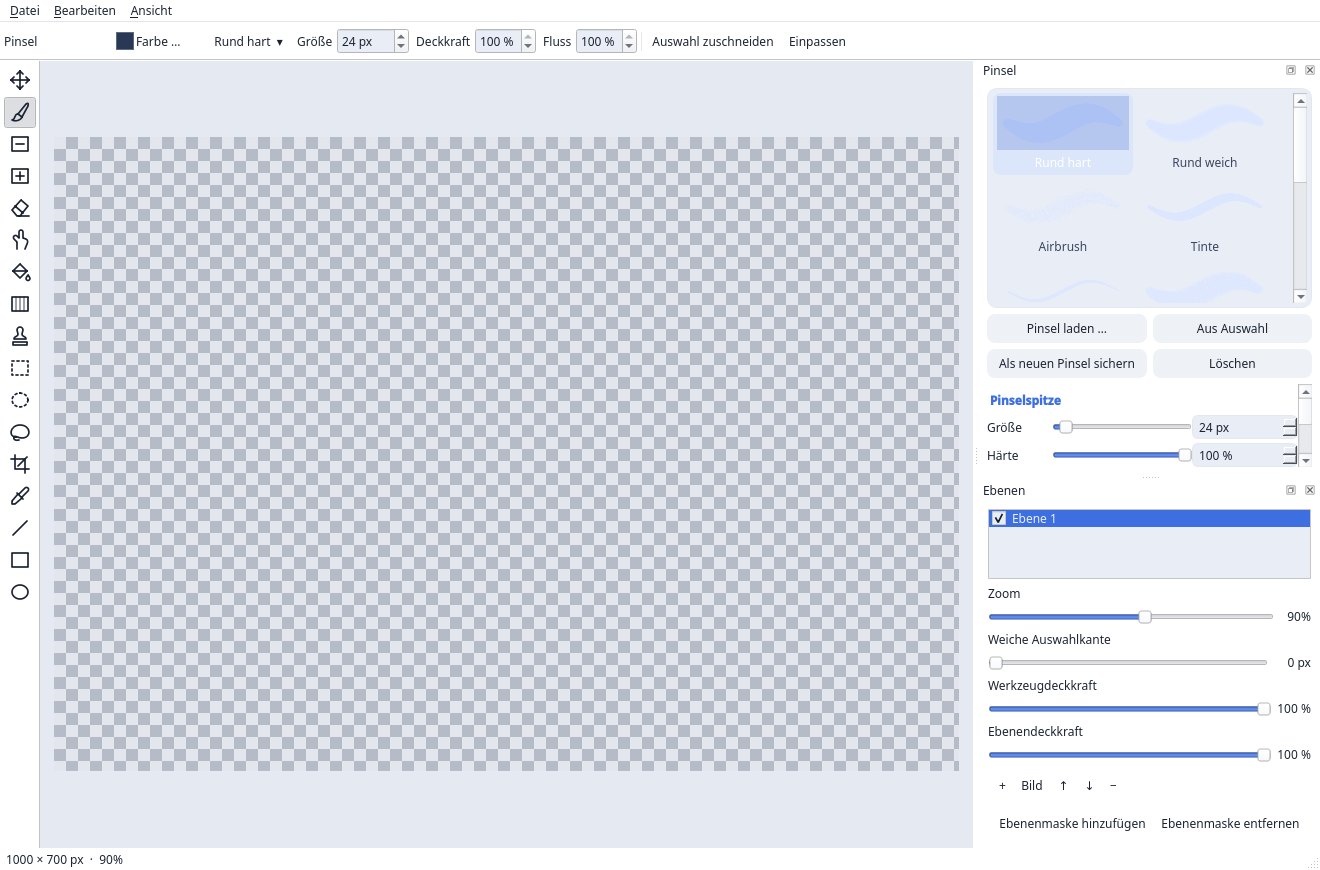 Datei Bearbeiten Ansicht
Pinsel Farbe ... Rund hart ▾ Größe 24 px Deckkraft 100 % Fluss 100 % Auswahl zuschneiden Einpassen
Pinsel
Rund hart Rund weich
Airbrush Tinte
Pinsel laden ... Aus Auswahl
Als neuen Pinsel sichern Löschen
Pinselspitze
Größe 24 px
Härte 100 %
Ebenen
Ebene 1
Zoom
90%
Weiche Auswahlkante
0 px
Werkzeugdeckkraft
100 %
Ebenendeckkraft
100 %
+ Bild ↑ ↓ −
Ebenenmaske hinzufügen Ebenenmaske entfernen
1000 × 700 px · 90%